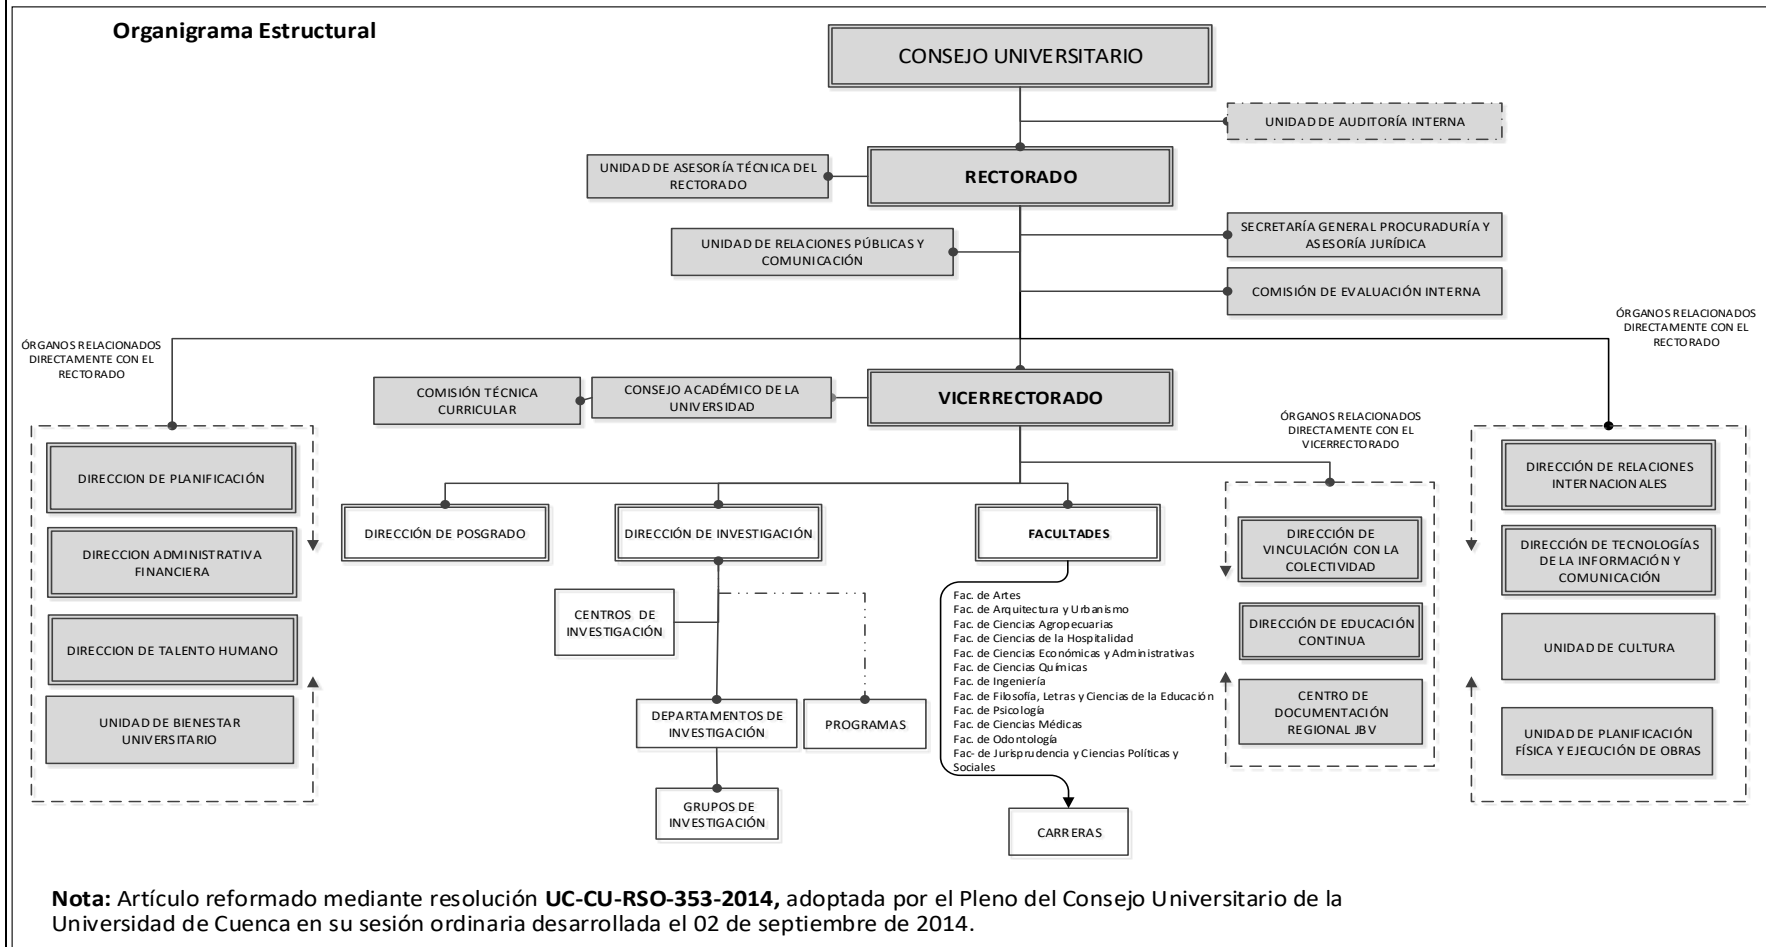 Organigrama Estructural
CONSEJO UNIVERSITARIO
UNIDAD DE AUDITORÍA INTERNA
UNIDAD DE ASESORÍA TÉCNICA DEL
RECTORADO
RECTORADO
UNIDAD DE RELACIONES PÚBLICAS Y
COMUNICACIÓN
SECRETARÍA GENERAL PROCURADURÍA Y
ASESORÍA JURÍDICA
COMISIÓN DE EVALUACIÓN INTERNA
ÓRGANOS RELACIONADOS
DIRECTAMENTE CON EL
RECTORADO
ÓRGANOS RELACIONADOS
DIRECTAMENTE CON EL
RECTORADO
COMISIÓN TÉCNICA
CURRICULAR
CONSEJO ACADÉMICO DE LA
UNIVERSIDAD
VICERRECTORADO
ÓRGANOS RELACIONADOS
DIRECTAMENTE CON EL
VICERRECTORADO
DIRECCION DE PLANIFICACIÓN
DIRECCION ADMINISTRATIVA
FINANCIERA
DIRECCION DE TALENTO HUMANO
UNIDAD DE BIENESTAR
UNIVERSITARIO
DIRECCIÓN DE POSGRADO
DIRECCIÓN DE INVESTIGACIÓN
FACULTADES
CENTROS DE
INVESTIGACIÓN
DEPARTAMENTOS DE
INVESTIGACIÓN
PROGRAMAS
GRUPOS DE
INVESTIGACIÓN
Fac. de Artes
Fac. de Arquitectura y Urbanismo
Fac. de Ciencias Agropecuarias
Fac. de Ciencias de la Hospitalidad
Fac. de Ciencias Económicas y Administrativas
Fac. de Ciencias Químicas
Fac. de Ingeniería
Fac. de Filosofía, Letras y Ciencias de la Educación
Fac. de Psicología
Fac. de Ciencias Médicas
Fac. de Odontología
Fac- de Jurisprudencia y Ciencias Políticas y
Sociales
CARRERAS
DIRECCIÓN DE
VINCULACIÓN CON LA
COLECTIVIDAD
DIRECCIÓN DE EDUCACIÓN
CONTINUA
CENTRO DE
DOCUMENTACIÓN
REGIONAL JBV
DIRECCIÓN DE RELACIONES
INTERNACIONALES
DIRECCIÓN DE TECNOLOGÍAS
DE LA INFORMACIÓN Y
COMUNICACIÓN
UNIDAD DE CULTURA
UNIDAD DE PLANIFICACIÓN
FÍSICA Y EJECUCIÓN DE OBRAS
Nota: Artículo reformado mediante resolución UC-CU-RSO-353-2014, adoptada por el Pleno del Consejo Universitario de la
Universidad de Cuenca en su sesión ordinaria desarrollada el 02 de septiembre de 2014.